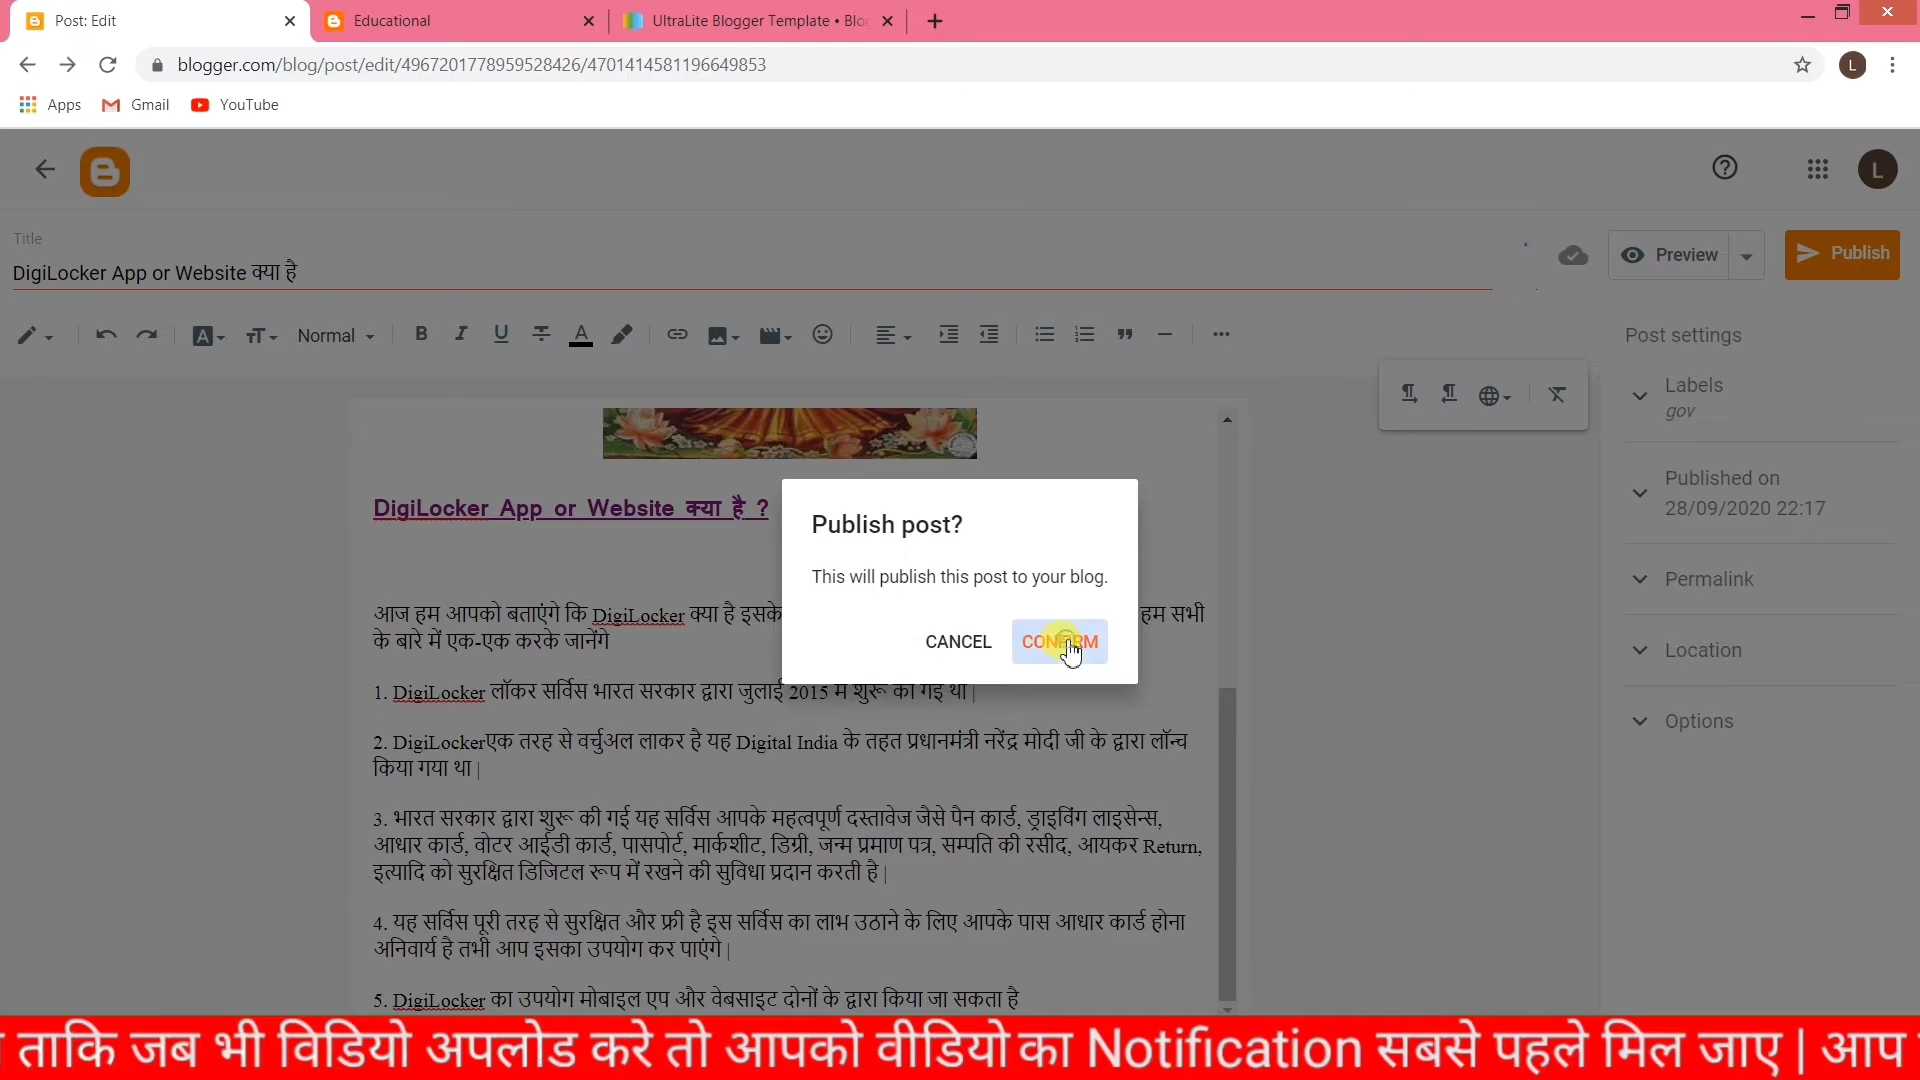 Post: Edit
Educational
UltraLite Blogger Template • Blo
blogger.com/blog/post/edit/4967201778959528426/4701414581196649853
L
Apps
Gmail
YouTube
L
Title
DigiLocker App or Website क्या है
Preview
Publish
Normal
Post settings
Labels
gov
Published on
28/09/2020 22:17
Permalink
Location
Options
DigiLocker App or Website क्या है ?
Publish post?
This will publish this post to your blog.
CANCEL
CONFIRM
आज हम आपको बताएंगे कि DigiLocker क्या है इसके
हम सभी
के बारे में एक-एक करके जानेंगे
1. DigiLocker लॉकर सर्विस भारत सरकार द्वारा जुलाई 2015 में शुरू की गई थी |
2. DigiLockerएक तरह से वर्चुअल लाकर है यह Digital India के तहत प्रधानमंत्री नरेंद्र मोदी जी के द्वारा लॉन्च
किया गया था |
3. भारत सरकार द्वारा शुरू की गई यह सर्विस आपके महत्वपूर्ण दस्तावेज जैसे पैन कार्ड, ड्राइविंग लाइसेन्स,
आधार कार्ड, वोटर आईडी कार्ड, पासपोर्ट, मार्कशीट, डिग्री, जन्म प्रमाण पत्र, सम्पति की रसीद, आयकर Return,
इत्यादि को सुरक्षित डिजिटल रूप में रखने की सुविधा प्रदान करती है |
4. यह सर्विस पूरी तरह से सुरक्षित और फ्री है इस सर्विस का लाभ उठाने के लिए आपके पास आधार कार्ड होना
अनिवार्य है तभी आप इसका उपयोग कर पाएंगे |
5. DigiLocker का उपयोग मोबाइल एप और वेबसाइट दोनों के द्वारा किया जा सकता है
ताकि जब भी विडियो अपलोड करे तो आपको वीडियो का Notification सबसे पहले मिल जाए | आप